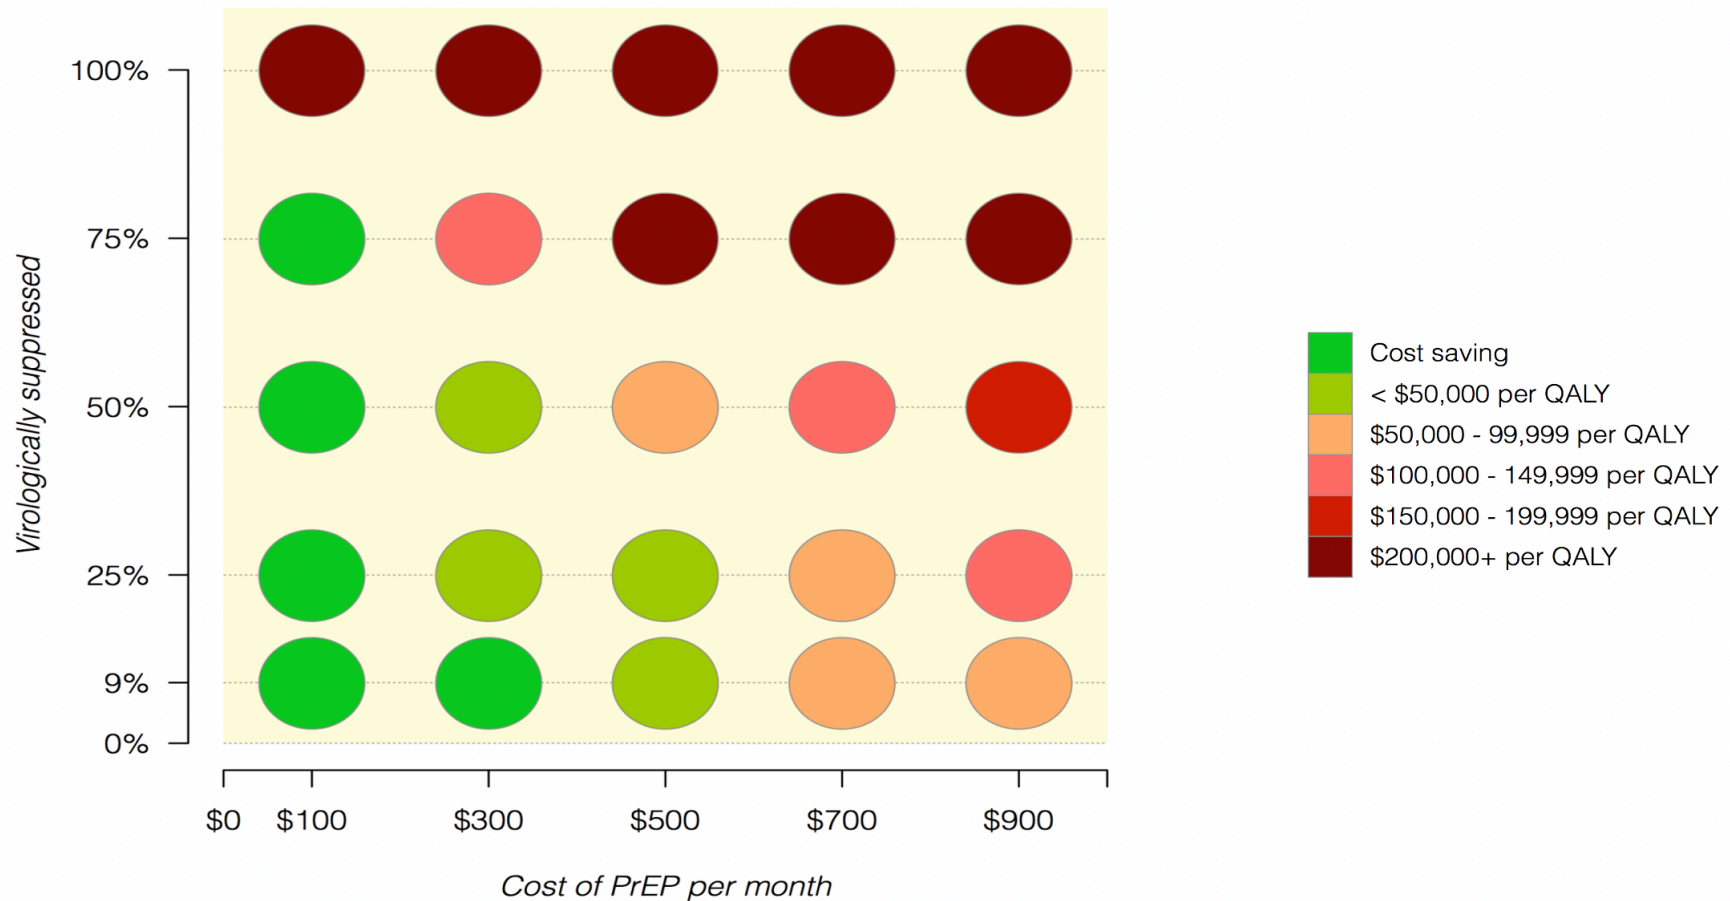 100%
75%
50%
25%
9%
0%
Virologically suppressed
$0 $100 $300 $500 $700 $900
Cost of PrEP per month
Cost saving
< $50,000 per QALY
$50,000 - 99,999 per QALY
$100,000 - 149,999 per QALY
$150,000 - 199,999 per QALY
$200,000+ per QALY